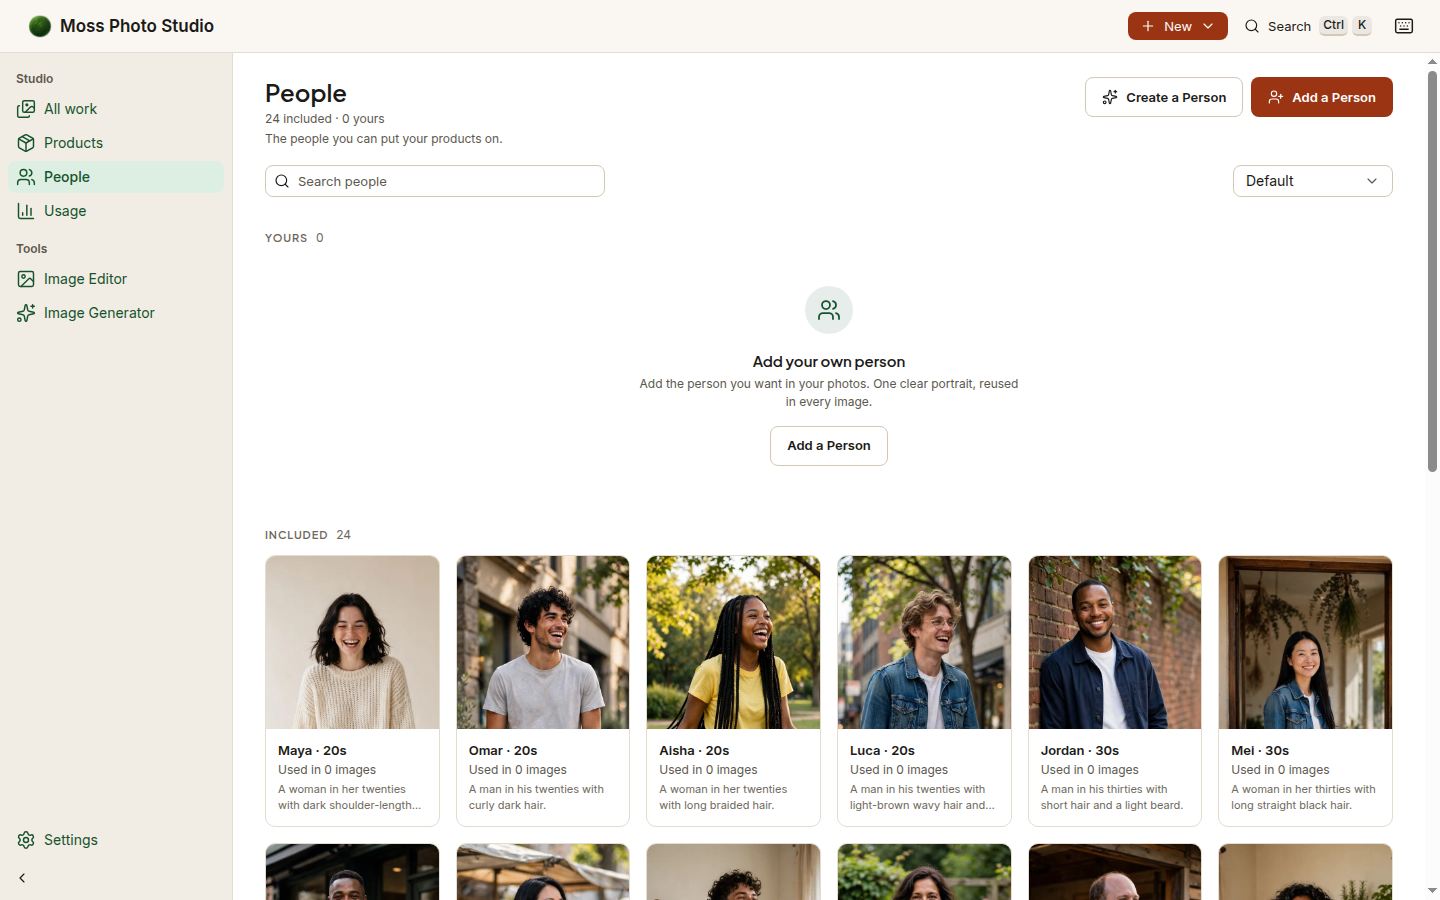 Moss Photo Studio
New
Search Ctrl K
Studio
All work
Products
People
Usage
Tools
Image Editor
Image Generator
Settings
People
24 included · 0 yours
The people you can put your products on.
Create a Person
Add a Person
Search people
Default
YOURS 0
Add your own person
Add the person you want in your photos. One clear portrait, reused
in every image.
Add a Person
INCLUDED 24
Maya · 20s
Used in 0 images
A woman in her twenties
with dark shoulder-length...
Omar · 20s
Used in 0 images
A man in his twenties with
curly dark hair.
Aisha · 20s
Used in 0 images
A woman in her twenties
with long braided hair.
Luca · 20s
Used in 0 images
A man in his twenties with
light-brown wavy hair and...
Jordan · 30s
Used in 0 images
A man in his thirties with
short hair and a light beard.
Mei · 30s
Used in 0 images
A woman in her thirties with
long straight black hair.